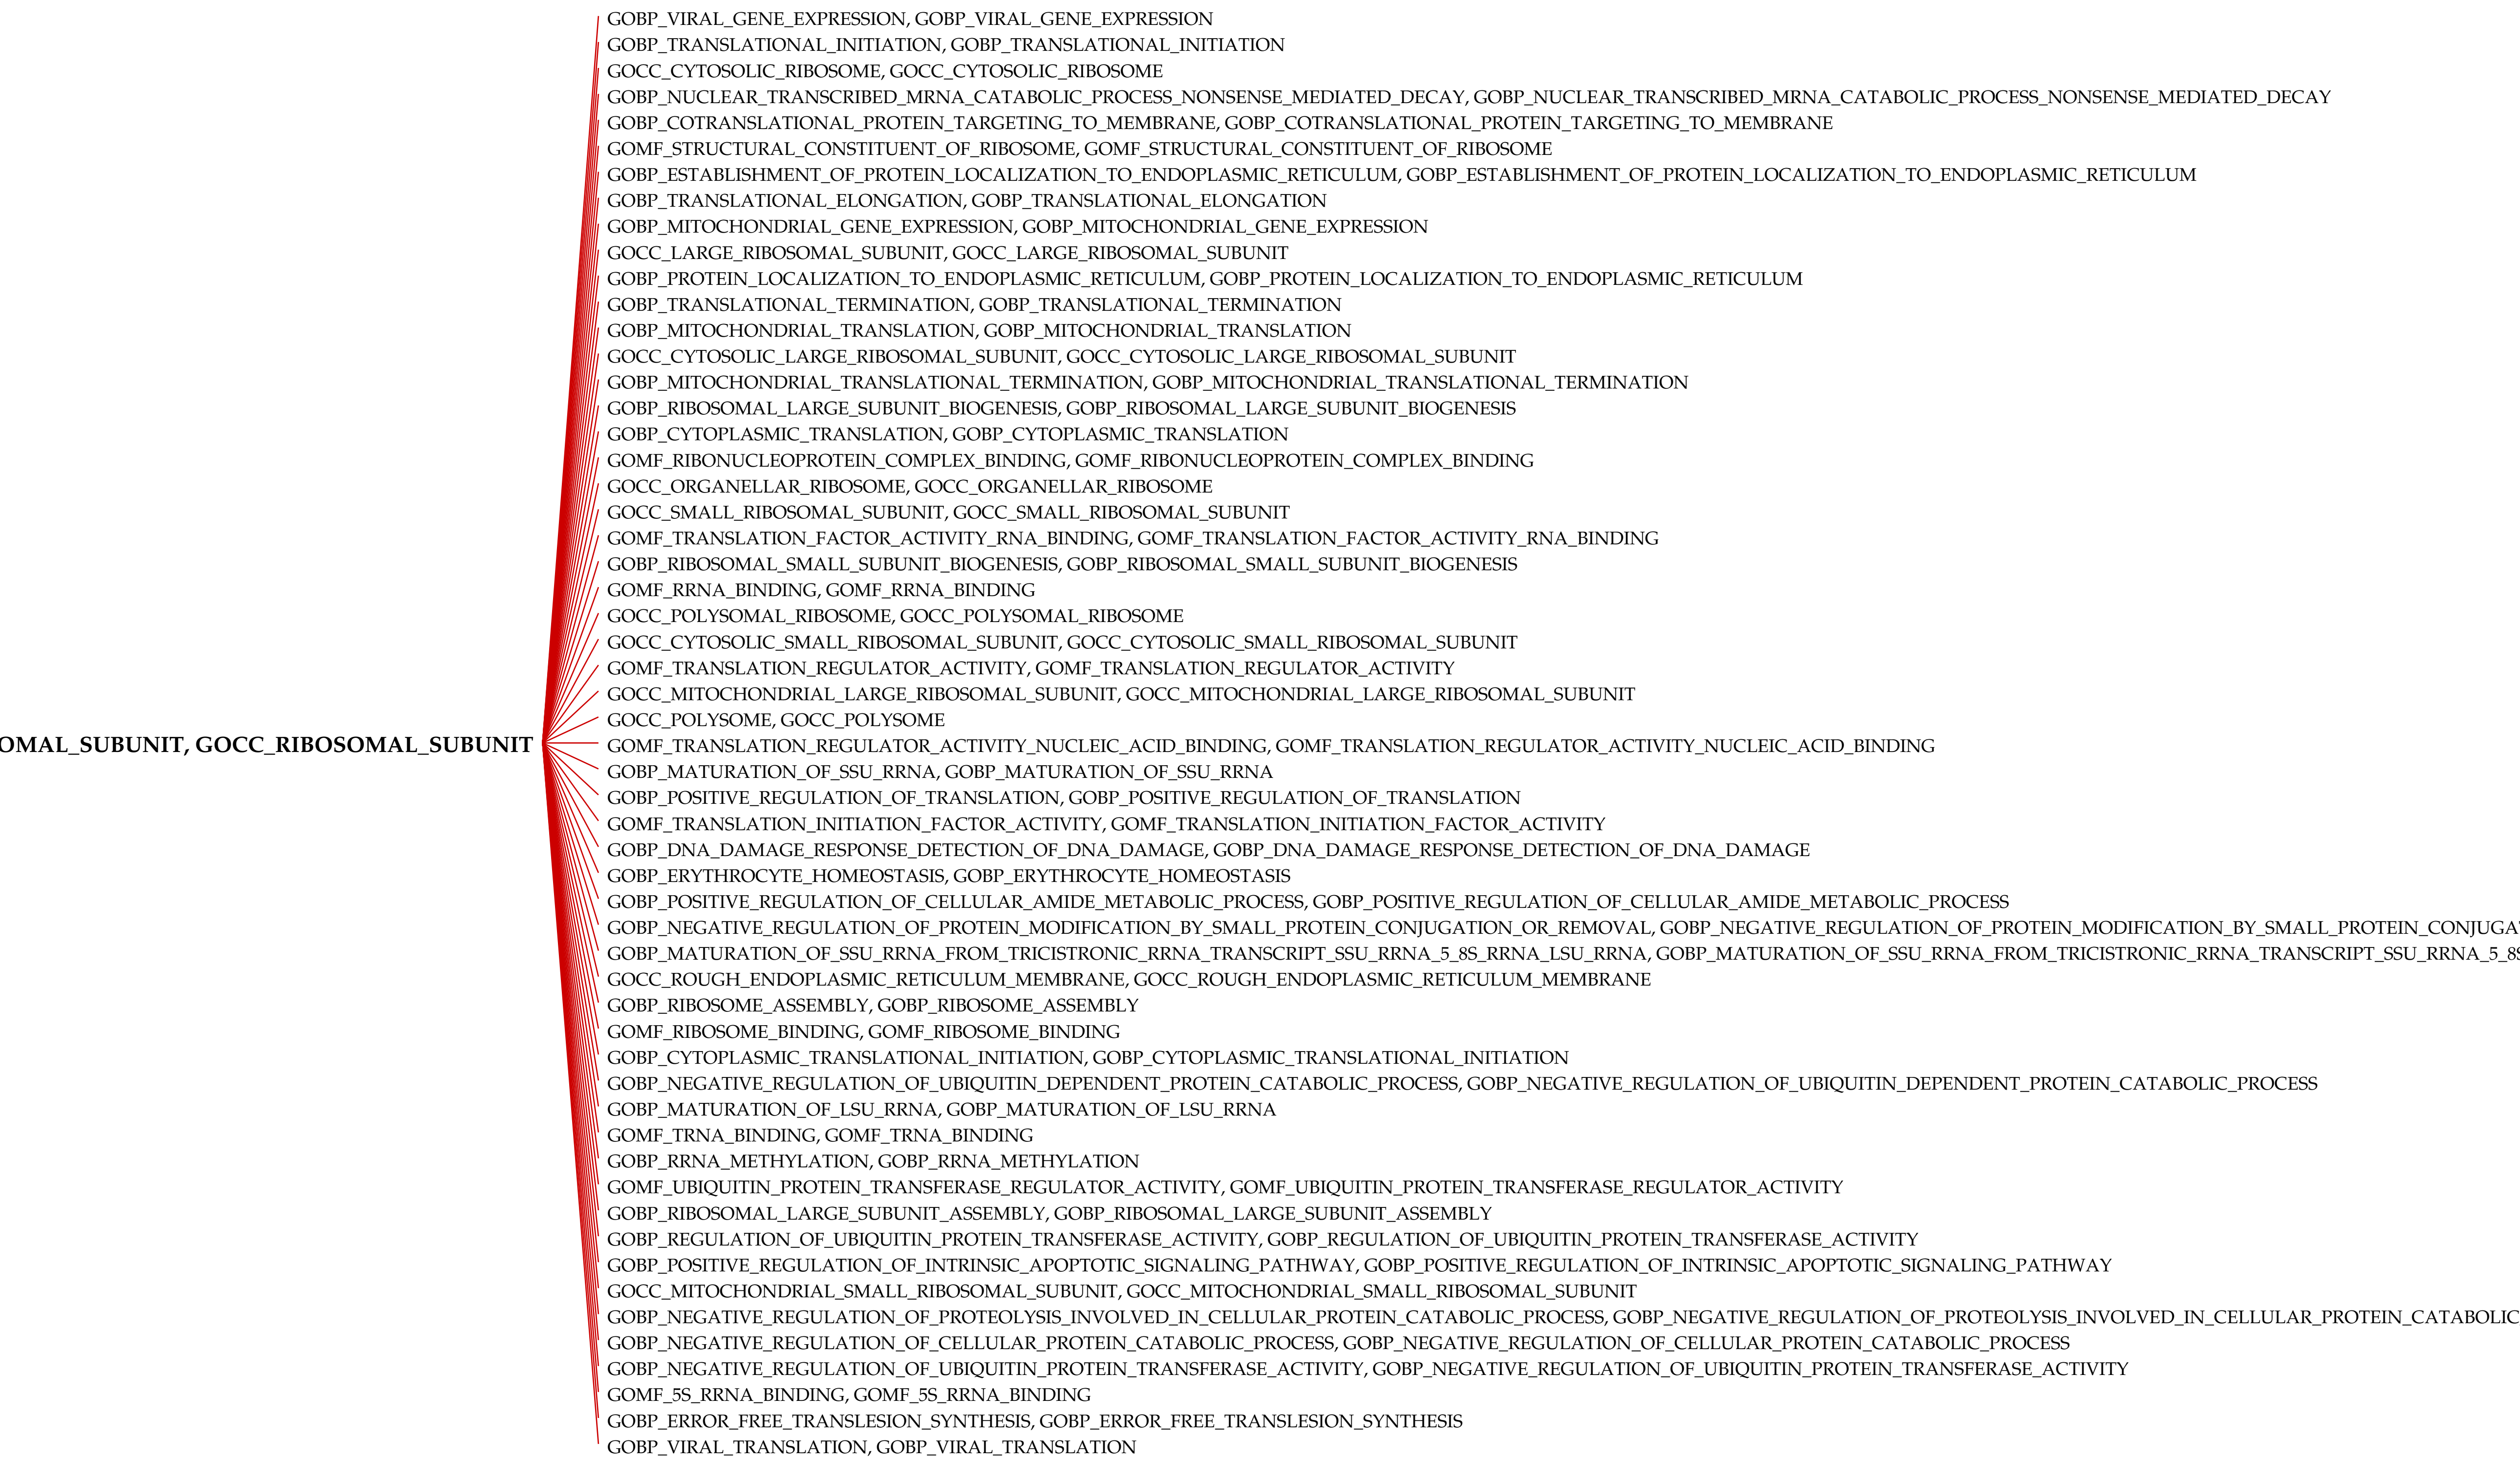 GOBP_VIRAL_GENE_EXPRESSION, GOBP_VIRAL_GENE_EXPRESSION
GOBP_TRANSLATIONAL_INITIATION, GOBP_TRANSLATIONAL_INITIATION
GOCC_CYTOSOLIC_RIBOSOME, GOCC_CYTOSOLIC_RIBOSOME
GOBP_NUCLEAR_TRANSCRIBED_MRNA_CATABOLIC_PROCESS_NONSENSE_MEDIATED_DECAY, GOBP_NUCLEAR_TRANSCRIBED_MRNA_CATABOLIC_PROCESS_NONSENSE_MEDIATED_DECAY
GOBP_COTRANSLATIONAL_PROTEIN_TARGETING_TO_MEMBRANE, GOBP_COTRANSLATIONAL_PROTEIN_TARGETING_TO_MEMBRANE
GOMF_STRUCTURAL_CONSTITUENT_OF_RIBOSOME, GOMF_STRUCTURAL_CONSTITUENT_OF_RIBOSOME
GOBP_ESTABLISHMENT_OF_PROTEIN_LOCALIZATION_TO_ENDOPLASMIC_RETICULUM, GOBP_ESTABLISHMENT_OF_PROTEIN_LOCALIZATION_TO_ENDOPLASMIC_RETICULUM
GOBP_TRANSLATIONAL_ELONGATION, GOBP_TRANSLATIONAL_ELONGATION
GOBP_MITOCHONDRIAL_GENE_EXPRESSION, GOBP_MITOCHONDRIAL_GENE_EXPRESSION
GOCC_LARGE_RIBOSOMAL_SUBUNIT, GOCC_LARGE_RIBOSOMAL_SUBUNIT
GOBP_PROTEIN_LOCALIZATION_TO_ENDOPLASMIC_RETICULUM, GOBP_PROTEIN_LOCALIZATION_TO_ENDOPLASMIC_RETICULUM
GOBP_TRANSLATIONAL_TERMINATION, GOBP_TRANSLATIONAL_TERMINATION
GOBP_MITOCHONDRIAL_TRANSLATION, GOBP_MITOCHONDRIAL_TRANSLATION
GOCC_CYTOSOLIC_LARGE_RIBOSOMAL_SUBUNIT, GOCC_CYTOSOLIC_LARGE_RIBOSOMAL_SUBUNIT
GOBP_MITOCHONDRIAL_TRANSLATIONAL_TERMINATION, GOBP_MITOCHONDRIAL_TRANSLATIONAL_TERMINATION
GOBP_RIBOSOMAL_LARGE_SUBUNIT_BIOGENESIS, GOBP_RIBOSOMAL_LARGE_SUBUNIT_BIOGENESIS
GOBP_CYTOPLASMIC_TRANSLATION, GOBP_CYTOPLASMIC_TRANSLATION
GOMF_RIBONUCLEOPROTEIN_COMPLEX_BINDING, GOMF_RIBONUCLEOPROTEIN_COMPLEX_BINDING
GOCC_ORGANELLAR_RIBOSOME, GOCC_ORGANELLAR_RIBOSOME
GOCC_SMALL_RIBOSOMAL_SUBUNIT, GOCC_SMALL_RIBOSOMAL_SUBUNIT
GOMF_TRANSLATION_FACTOR_ACTIVITY_RNA_BINDING, GOMF_TRANSLATION_FACTOR_ACTIVITY_RNA_BINDING
GOBP_RIBOSOMAL_SMALL_SUBUNIT_BIOGENESIS, GOBP_RIBOSOMAL_SMALL_SUBUNIT_BIOGENESIS
GOMF_RRNA_BINDING, GOMF_RRNA_BINDING
GOCC_POLYSOMAL_RIBOSOME, GOCC_POLYSOMAL_RIBOSOME
GOCC_CYTOSOLIC_SMALL_RIBOSOMAL_SUBUNIT, GOCC_CYTOSOLIC_SMALL_RIBOSOMAL_SUBUNIT
GOMF_TRANSLATION_REGULATOR_ACTIVITY, GOMF_TRANSLATION_REGULATOR_ACTIVITY
GOCC_MITOCHONDRIAL_LARGE_RIBOSOMAL_SUBUNIT, GOCC_MITOCHONDRIAL_LARGE_RIBOSOMAL_SUBUNIT
GOCC_POLYSOME, GOCC_POLYSOME
OMAL_SUBUNIT, GOCC_RIBOSOMAL_SUBUNIT
GOMF_TRANSLATION_REGULATOR_ACTIVITY_NUCLEIC_ACID_BINDING, GOMF_TRANSLATION_REGULATOR_ACTIVITY_NUCLEIC_ACID_BINDING
GOBP_MATURATION_OF_SSU_RRNA, GOBP_MATURATION_OF_SSU_RRNA
GOBP_POSITIVE_REGULATION_OF_TRANSLATION, GOBP_POSITIVE_REGULATION_OF_TRANSLATION
GOMF_TRANSLATION_INITIATION_FACTOR_ACTIVITY, GOMF_TRANSLATION_INITIATION_FACTOR_ACTIVITY
GOBP_DNA_DAMAGE_RESPONSE_DETECTION_OF_DNA_DAMAGE, GOBP_DNA_DAMAGE_RESPONSE_DETECTION_OF_DNA_DAMAGE
GOBP_ERYTHROCYTE_HOMEOSTASIS, GOBP_ERYTHROCYTE_HOMEOSTASIS
GOBP_POSITIVE_REGULATION_OF_CELLULAR_AMIDE_METABOLIC_PROCESS, GOBP_POSITIVE_REGULATION_OF_CELLULAR_AMIDE_METABOLIC_PROCESS
GOBP_NEGATIVE_REGULATION_OF_PROTEIN_MODIFICATION_BY_SMALL_PROTEIN_CONJUGATION_OR_REMOVAL, GOBP_NEGATIVE_REGULATION_OF_PROTEIN_MODIFICATION_BY_SMALL_PROTEIN_CONJUGA
GOBP_MATURATION_OF_SSU_RRNA_FROM_TRICISTRONIC_RRNA_TRANSCRIPT_SSU_RRNA_5_8S_RRNA_LSU_RRNA, GOBP_MATURATION_OF_SSU_RRNA_FROM_TRICISTRONIC_RRNA_TRANSCRIPT_SSU_RRNA_5_8S
GOCC_ROUGH_ENDOPLASMIC_RETICULUM_MEMBRANE, GOCC_ROUGH_ENDOPLASMIC_RETICULUM_MEMBRANE
GOBP_RIBOSOME_ASSEMBLY, GOBP_RIBOSOME_ASSEMBLY
GOMF_RIBOSOME_BINDING, GOMF_RIBOSOME_BINDING
GOBP_CYTOPLASMIC_TRANSLATIONAL_INITIATION, GOBP_CYTOPLASMIC_TRANSLATIONAL_INITIATION
GOBP_NEGATIVE_REGULATION_OF_UBIQUITIN_DEPENDENT_PROTEIN_CATABOLIC_PROCESS, GOBP_NEGATIVE_REGULATION_OF_UBIQUITIN_DEPENDENT_PROTEIN_CATABOLIC_PROCESS
GOBP_MATURATION_OF_LSU_RRNA, GOBP_MATURATION_OF_LSU_RRNA
GOMF_TRNA_BINDING, GOMF_TRNA_BINDING
GOBP_RRNA_METHYLATION, GOBP_RRNA_METHYLATION
GOMF_UBIQUITIN_PROTEIN_TRANSFERASE_REGULATOR_ACTIVITY, GOMF_UBIQUITIN_PROTEIN_TRANSFERASE_REGULATOR_ACTIVITY
GOBP_RIBOSOMAL_LARGE_SUBUNIT_ASSEMBLY, GOBP_RIBOSOMAL_LARGE_SUBUNIT_ASSEMBLY
GOBP_REGULATION_OF_UBIQUITIN_PROTEIN_TRANSFERASE_ACTIVITY, GOBP_REGULATION_OF_UBIQUITIN_PROTEIN_TRANSFERASE_ACTIVITY
GOBP_POSITIVE_REGULATION_OF_INTRINSIC_APOPTOTIC_SIGNALING_PATHWAY, GOBP_POSITIVE_REGULATION_OF_INTRINSIC_APOPTOTIC_SIGNALING_PATHWAY
GOCC_MITOCHONDRIAL_SMALL_RIBOSOMAL_SUBUNIT, GOCC_MITOCHONDRIAL_SMALL_RIBOSOMAL_SUBUNIT
GOBP_NEGATIVE_REGULATION_OF_PROTEOLYSIS_INVOLVED_IN_CELLULAR_PROTEIN_CATABOLIC_PROCESS, GOBP_NEGATIVE_REGULATION_OF_PROTEOLYSIS_INVOLVED_IN_CELLULAR_PROTEIN_CATABOLIC
GOBP_NEGATIVE_REGULATION_OF_CELLULAR_PROTEIN_CATABOLIC_PROCESS, GOBP_NEGATIVE_REGULATION_OF_CELLULAR_PROTEIN_CATABOLIC_PROCESS
GOBP_NEGATIVE_REGULATION_OF_UBIQUITIN_PROTEIN_TRANSFERASE_ACTIVITY, GOBP_NEGATIVE_REGULATION_OF_UBIQUITIN_PROTEIN_TRANSFERASE_ACTIVITY
GOMF_5S_RRNA_BINDING, GOMF_5S_RRNA_BINDING
GOBP_ERROR_FREE_TRANSLESION_SYNTHESIS, GOBP_ERROR_FREE_TRANSLESION_SYNTHESIS
GOBP_VIRAL_TRANSLATION, GOBP_VIRAL_TRANSLATION